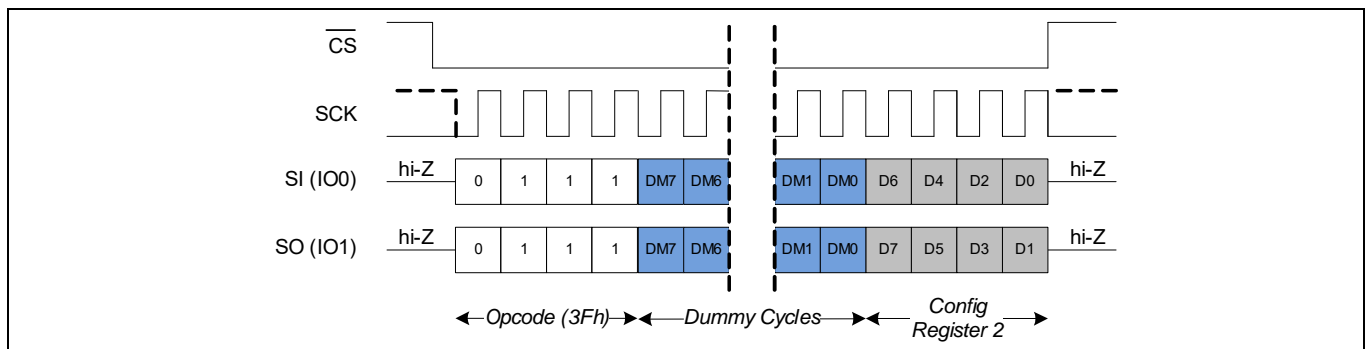 CS
SCK
SI (IO0) hi-Z 0 1 1 1 DM7 DM6 DM1 DM0 D6 D4 D2 D0 hi-Z
SO (IO1) hi-Z 0 1 1 1 DM7 DM6 DM1 DM0 D7 D5 D3 D1 hi-Z
Opcode (3Fh) Dummy Cycles Config
Register 2